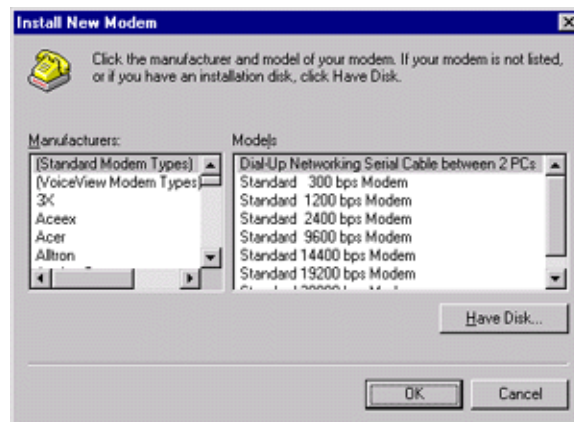 Install New Modem
Click the manufacturer and model of your modem. If your modem is not listed,
or if you have an installation disk, click Have Disk.
Manufacturers:
(Standard Modem Types)
(VoiceView Modem Types)
3X
Aceex
Acer
Alltron
Models
Dial-Up Networking Serial Cable between 2 PCs
Standard 300 bps Modem
Standard 1200 bps Modem
Standard 2400 bps Modem
Standard 9600 bps Modem
Standard 14400 bps Modem
Standard 19200 bps Modem
Have Disk...
OK
Cancel